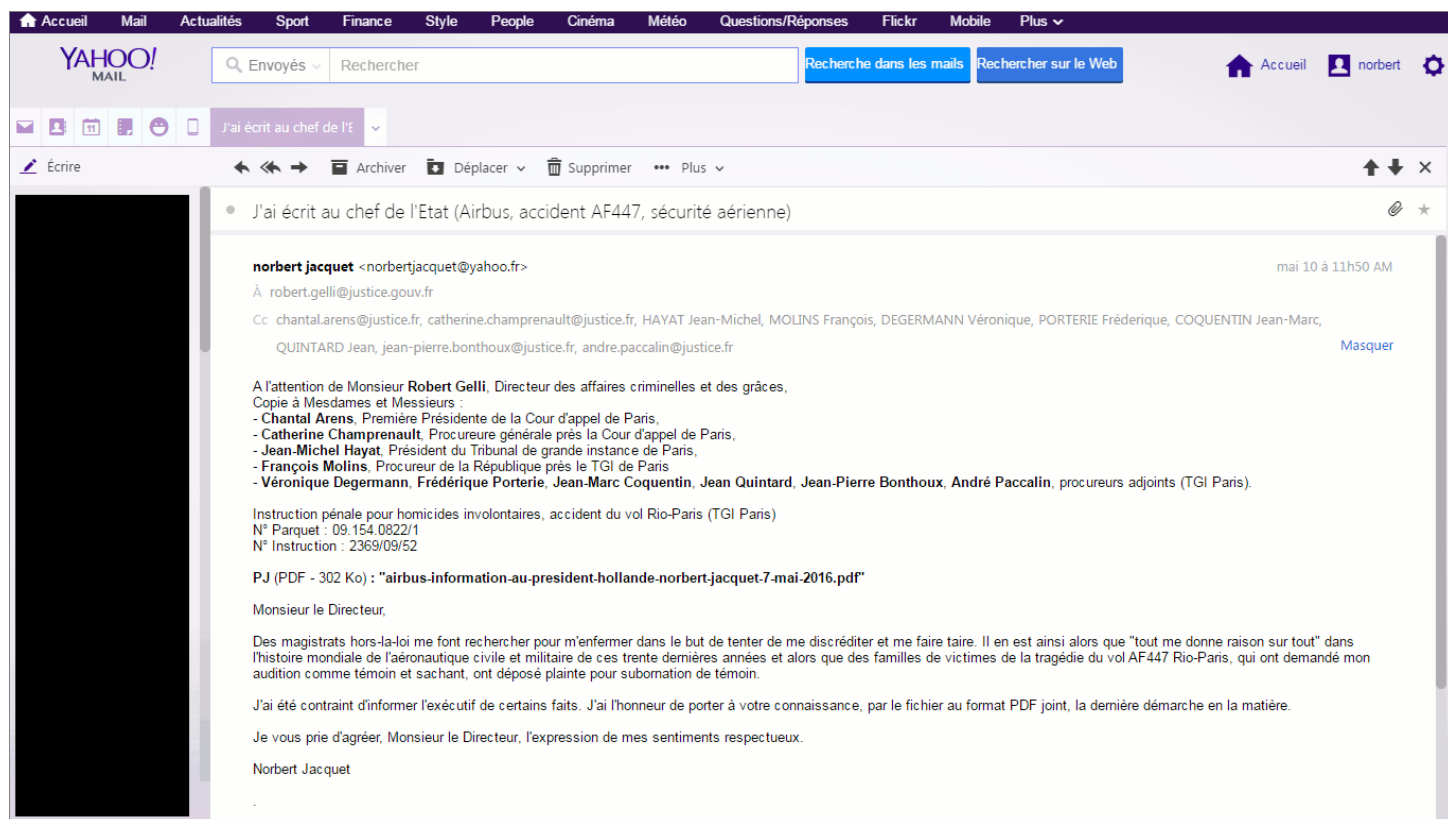 Accueil Mail Actualités Sport Finance Style People Cinéma Météo Questions/Réponses Flickr Mobile Plus
YAHOO!
MAIL
Envoyés Rechercher Recherche dans les mails Rechercher sur le Web Accueil norbert
11 J'ai écrit au chef de l'E
Écrire Archiver Déplacer Supprimer Plus
J'ai écrit au chef de l'Etat (Airbus, accident AF447, sécurité aérienne)
norbert jacquet <norbertjacquet@yahoo.fr> mai 10 à 11h50 AM
À robert.gelli@justice.gouv.fr
Cc chantal.arens@justice.fr, catherine.champrenault@justice.fr, HAYAT Jean-Michel, MOLINS François, DEGERMANN Véronique, PORTERIE Fréderique, COQUENTIN Jean-Marc,
QUINTARD Jean, jean-pierre.bonthoux@justice.fr, andre.paccalin@justice.fr Masquer
A l'attention de Monsieur Robert Gelli, Directeur des affaires criminelles et des grâces,
Copie à Mesdames et Messieurs :
- Chantal Arens, Première Présidente de la Cour d'appel de Paris,
- Catherine Champrenault, Procureure générale près la Cour d'appel de Paris,
- Jean-Michel Hayat, Président du Tribunal de grande instance de Paris,
- François Molins, Procureur de la République près le TGI de Paris
- Véronique Degermann, Frédérique Porterie, Jean-Marc Coquentin, Jean Quintard, Jean-Pierre Bonthoux, André Paccalin, procureurs adjoints (TGI Paris).
Instruction pénale pour homicides involontaires, accident du vol Rio-Paris (TGI Paris)
N° Parquet : 09.154.0822/1
N° Instruction : 2369/09/52
PJ (PDF - 302 Ko) : "airbus-information-au-president-hollande-norbert-jacquet-7-mai-2016.pdf"
Monsieur le Directeur,
Des magistrats hors-la-loi me font rechercher pour m'enfermer dans le but de tenter de me discréditer et me faire taire. Il en est ainsi alors que "tout me donne raison sur tout" dans
l'histoire mondiale de l'aéronautique civile et militaire de ces trente dernières années et alors que des familles de victimes de la tragédie du vol AF447 Rio-Paris, qui ont demandé mon
audition comme témoin et sachant, ont déposé plainte pour subornation de témoin.
J'ai été contraint d'informer l'exécutif de certains faits. J'ai l'honneur de porter à votre connaissance, par le fichier au format PDF joint, la dernière démarche en la matière.
Je vous prie d'agréer, Monsieur le Directeur, l'expression de mes sentiments respectueux.
Norbert Jacquet
.